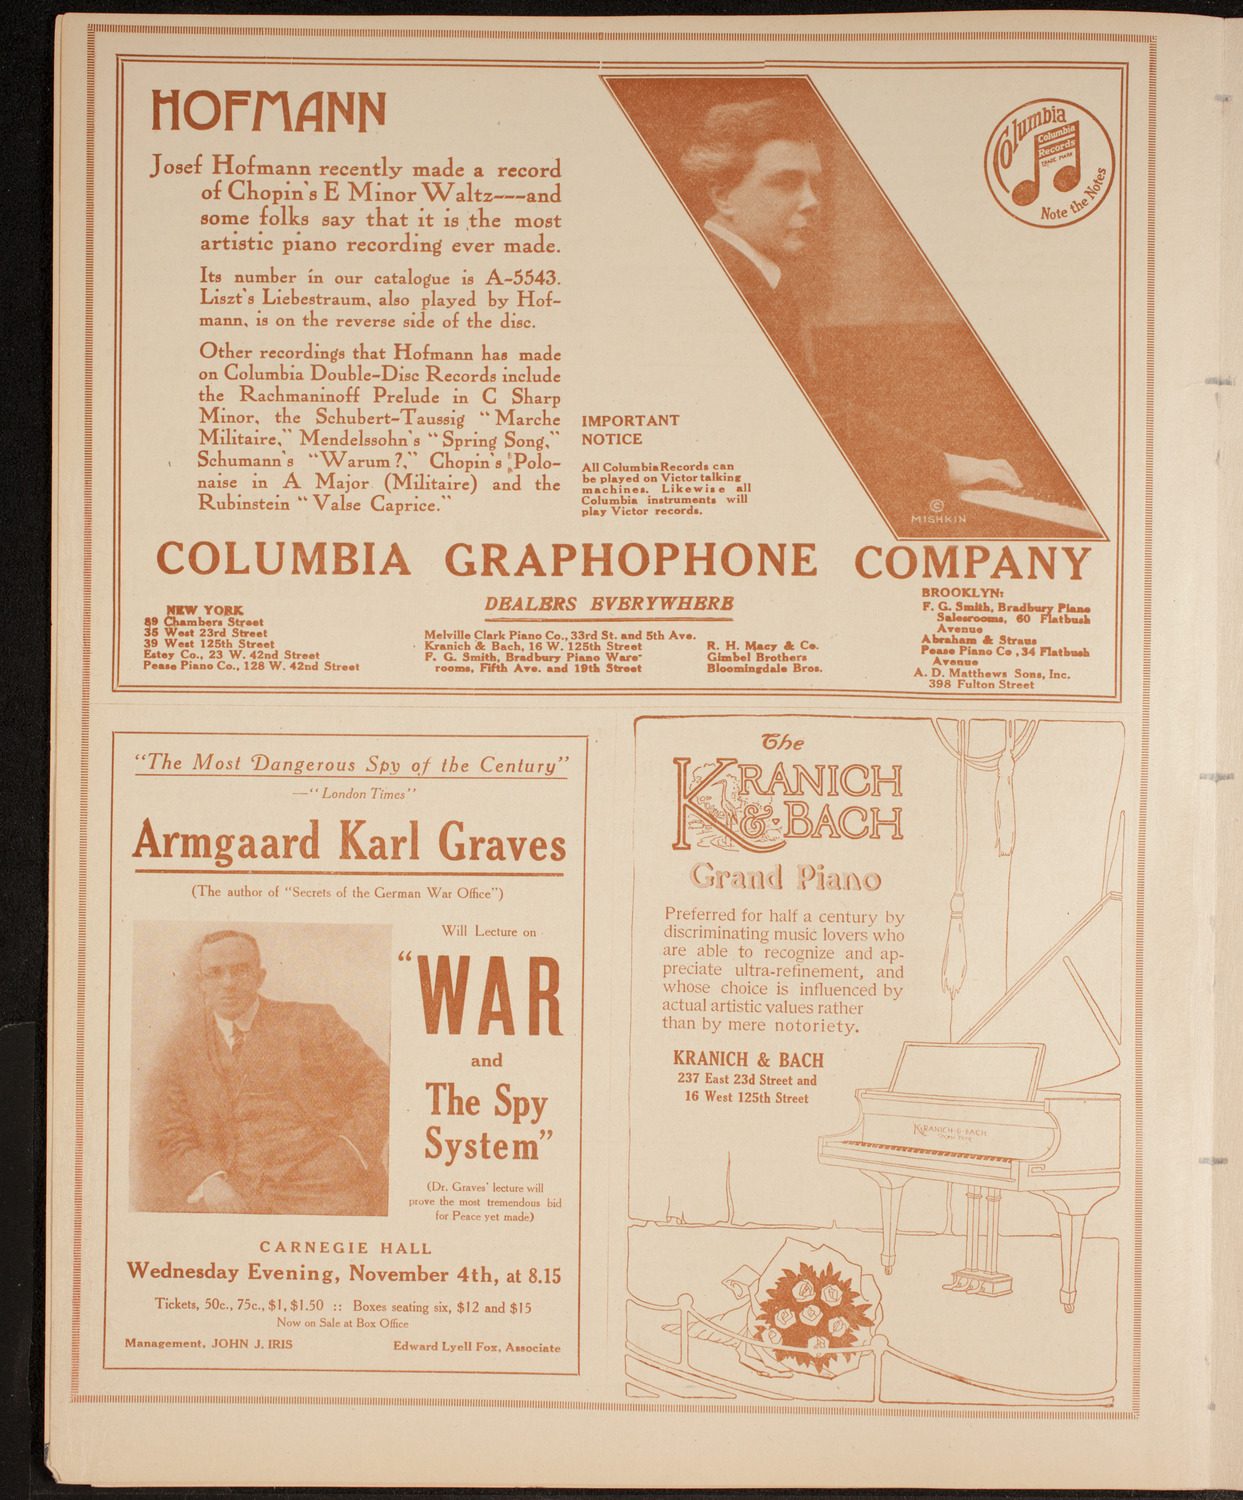 HOFMANN
Josef Hofmann recently made a record
of Chopin's E Minor Waltz---and
some folks say that it is the most
artistic piano recording ever made.
Its number in our catalogue is A-5543.
Liszt's Liebestraum, also played by Hof-
mann, is on the reverse side of the disc.
Other recordings that Hofmann has made
on Columbia Double-Disc Records include
the Rachmaninoff Prelude in C Sharp
Minor, the Schubert-Taussig "Marche
Militaire," Mendelssohn's "Spring Song,"
Schumann's "Warum?," Chopin's "Polo-
naise in A Major (Militaire) and the
Rubinstein "Valse Caprice."
IMPORTANT
NOTICE
All Columbia Records can
be played on Victor talking
machines. Likewise all
Columbia instruments will
play Victor records.
Columbia
Columbia
Records
TRADE MARK
Note the Notes
©
MISHKIN
COLUMBIA GRAPHOPHONE COMPANY
DEALERS EVERYWHERE
NEW YORK
89 Chambers Street
35 West 23rd Street
39 West 125th Street
Estey Co., 23 W. 42nd Street
Pease Piano Co., 128 W. 42nd Street
Melville Clark Piano Co., 33rd St. and 5th Ave.
Kranich & Bach, 16 W. 125th Street
F. G. Smith, Bradbury Piano Ware-
rooms, Fifth Ave. and 19th Street
R. H. Macy & Co.
Gimbel Brothers
Bloomingdale Bros.
BROOKLYN:
F. G. Smith, Bradbury Piano
Salesrooms, 60 Flatbush
Avenue
Abraham & Straus
Pease Piano Co., 34 Flatbush
Avenue
A. D. Matthews Sons, Inc.
398 Fulton Street
"The Most Dangerous Spy of the Century"
—"London Times"
Armgaard Karl Graves
(The author of "Secrets of the German War Office")
Will Lecture on
"WAR
and
The Spy
System"
(Dr. Graves' lecture will
prove the most tremendous bid
for Peace yet made)
CARNEGIE HALL
Wednesday Evening, November 4th, at 8.15
Tickets, 50c., 75c., $1, $1.50 :: Boxes seating six, $12 and $15
Now on Sale at Box Office
Management, JOHN J. IRIS
Edward Lyell Fox, Associate
The
KRANICH
& BACH
Grand Piano
Preferred for half a century by
discriminating music lovers who
are able to recognize and ap-
preciate ultra-refinement, and
whose choice is influenced by
actual artistic values rather
than by mere notoriety.
KRANICH & BACH
237 East 23d Street and
16 West 125th Street
KRANICH & BACH